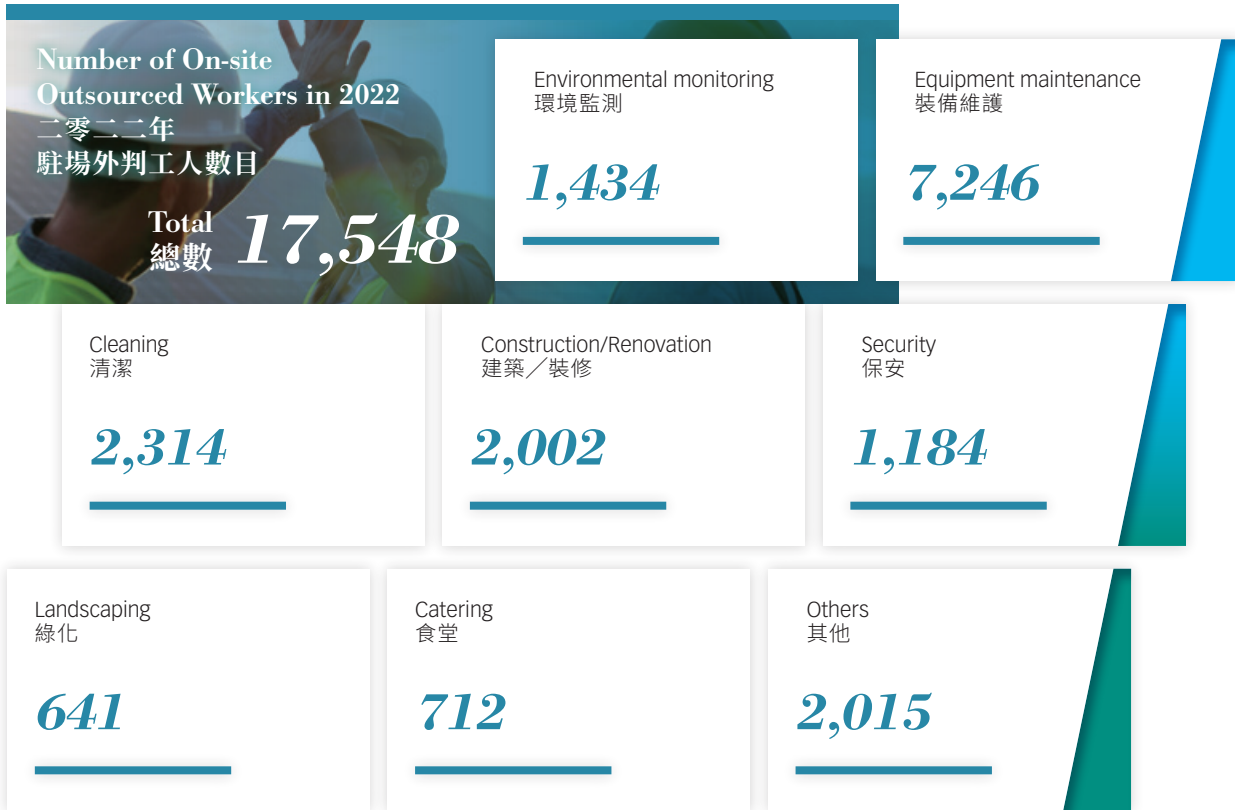 Number of On-site
Outsourced Workers in 2022
二零二二年
駐場外判工人數目
Total
總數
17,548
Environmental monitoring
環境監測
1,434
Equipment maintenance
裝備維護
7,246
Cleaning
清潔
2,314
Construction/Renovation
建築／裝修
2,002
Security
保安
1,184
Landscaping
綠化
641
Catering
食堂
712
Others
其他
2,015